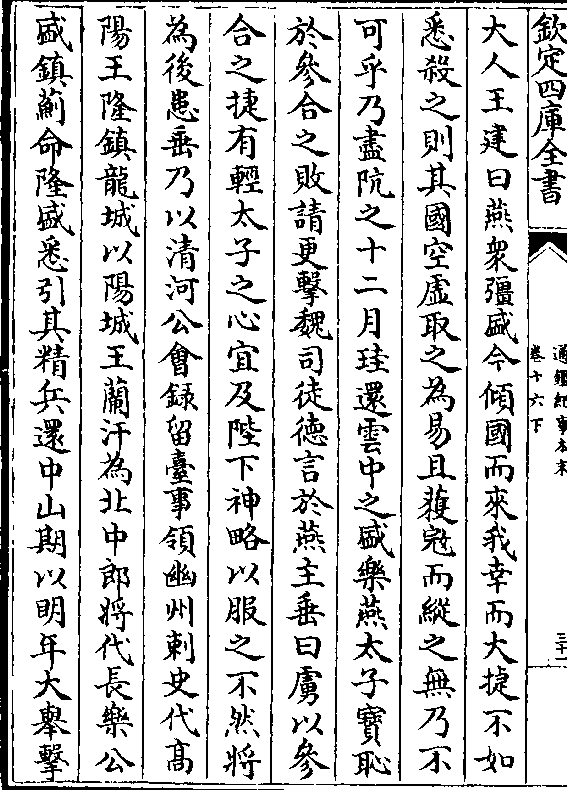 欽定四庫全書
通鑑紀事本末
卷十六下
三十二
大人王建曰燕衆彊盛今傾國而來我幸而大捷不如
悉殺之則其國空虛取之為易且獲寇而縱之無乃不
可乎乃盡阬之十二月珪還雲中之盛樂燕太子寶恥
於參合之敗請更擊魏司徒德言於燕主垂曰虜以參
合之捷有輕太子之心宜及陛下神略以服之不然將
為後患垂乃以清河公會録留臺事領幽州刺史代髙
陽王隆鎮龍城以陽城王蘭汗為北中郎將代長樂公
盛鎮薊命隆盛悉引其精兵還中山期以明年大舉擊